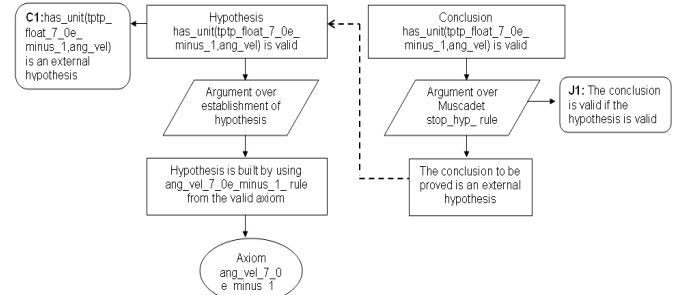 C1:has_unit(tptp_
float_7_0e_
minus_1,ang_vel)
is an external
hypothesis
Hypothesis
has_unit(tptp_float_7_0e_
minus_1,ang_vel) is valid
Conclusion
has_unit(tptp_float_7_0e_
minus_1,ang_vel) is valid
Argument over
establishment of
hypothesis
Argument over
Muscadet
stop_hyp_ rule
J1: The conclusion
is valid if the
hypothesis is valid
Hypothesis is built by using
ang_vel_7_0e_minus_1_ rule
from the valid axiom
The conclusion to be
proved is an external
hypothesis
Axiom
ang_vel_7_0
e_minus_1